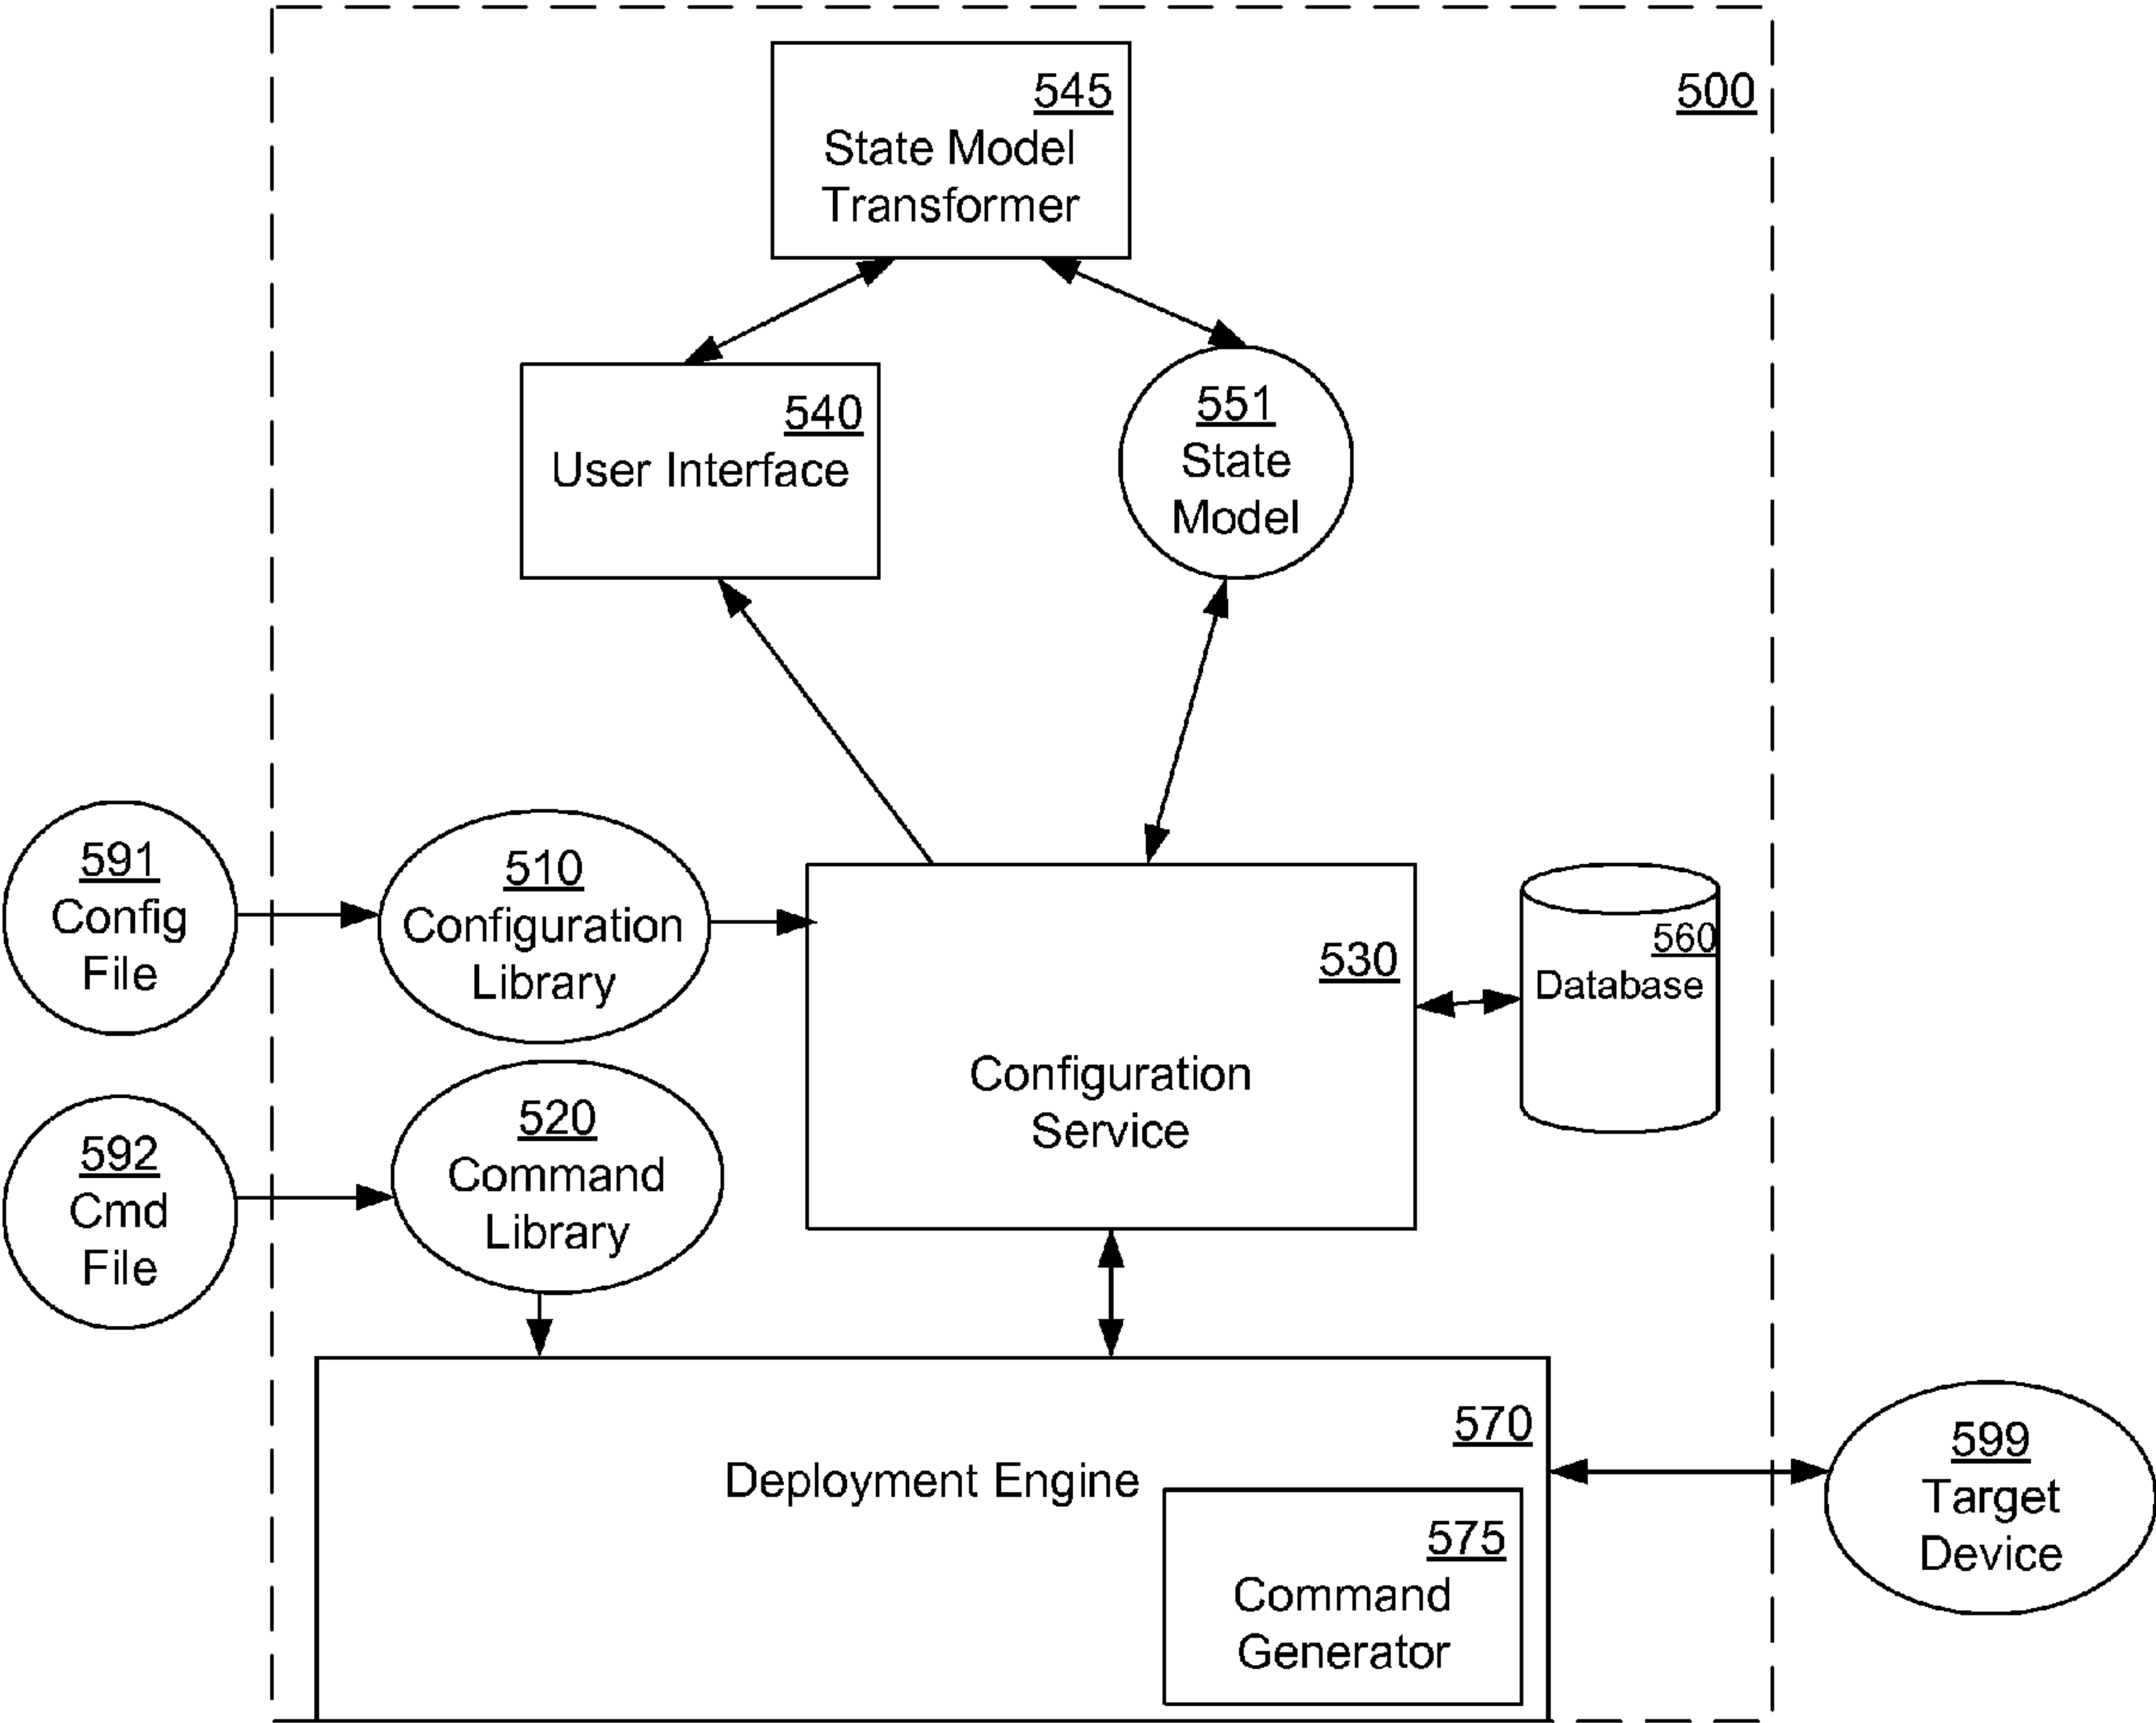 500
545
State Model
Transformer
540
User Interface
551
State
Model
591
Config
File
510
Configuration
Library
530
Configuration
Service
560
Database
592
Cmd
File
520
Command
Library
570
Deployment Engine
575
Command
Generator
599
Target
Device